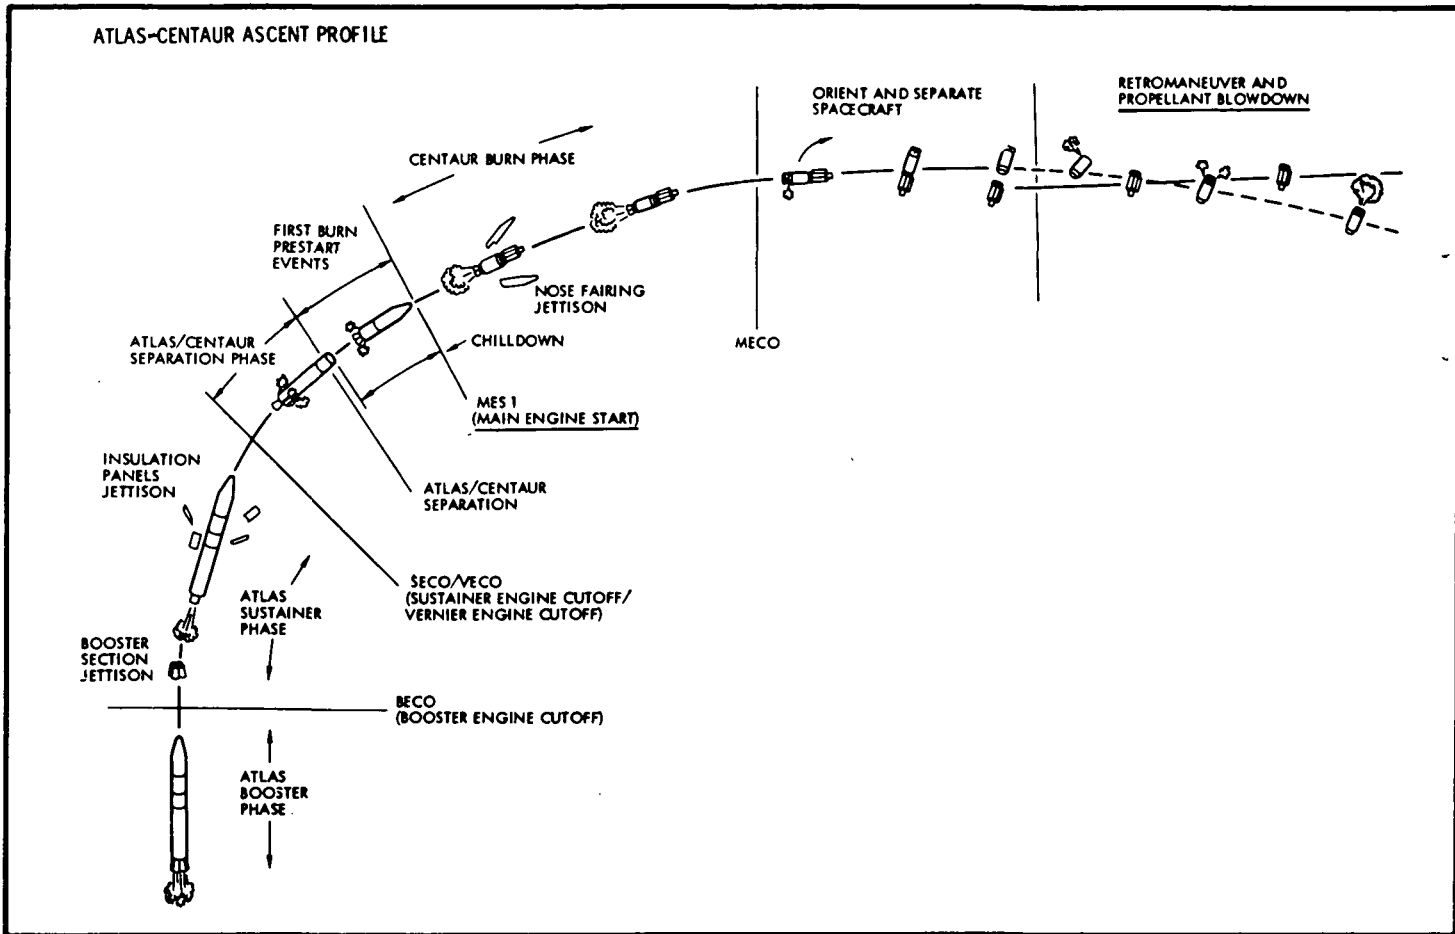 ATLAS-CENTAUR ASCENT PROFILE
RETROMANEUVER AND
PROPELLANT BLOWDOWN
ORIENT AND SEPARATE
SPACECRAFT
CENTAUR BURN PHASE
FIRST BURN
PRESTART
EVENTS
NOSE FAIRING
JETTISON
ATLAS/CENTAUR
SEPARATION PHASE
CHILLDOWN
MECO
MES 1
(MAIN ENGINE START)
INSULATION
PANELS
JETTISON
ATLAS/CENTAUR
SEPARATION
SECO/VECO
(SUSTAINER ENGINE CUTOFF/
VERNIER ENGINE CUTOFF)
ATLAS
SUSTAINER
PHASE
BOOSTER
SECTION
JETTISON
BECO
(BOOSTER ENGINE CUTOFF)
ATLAS
BOOSTER
PHASE